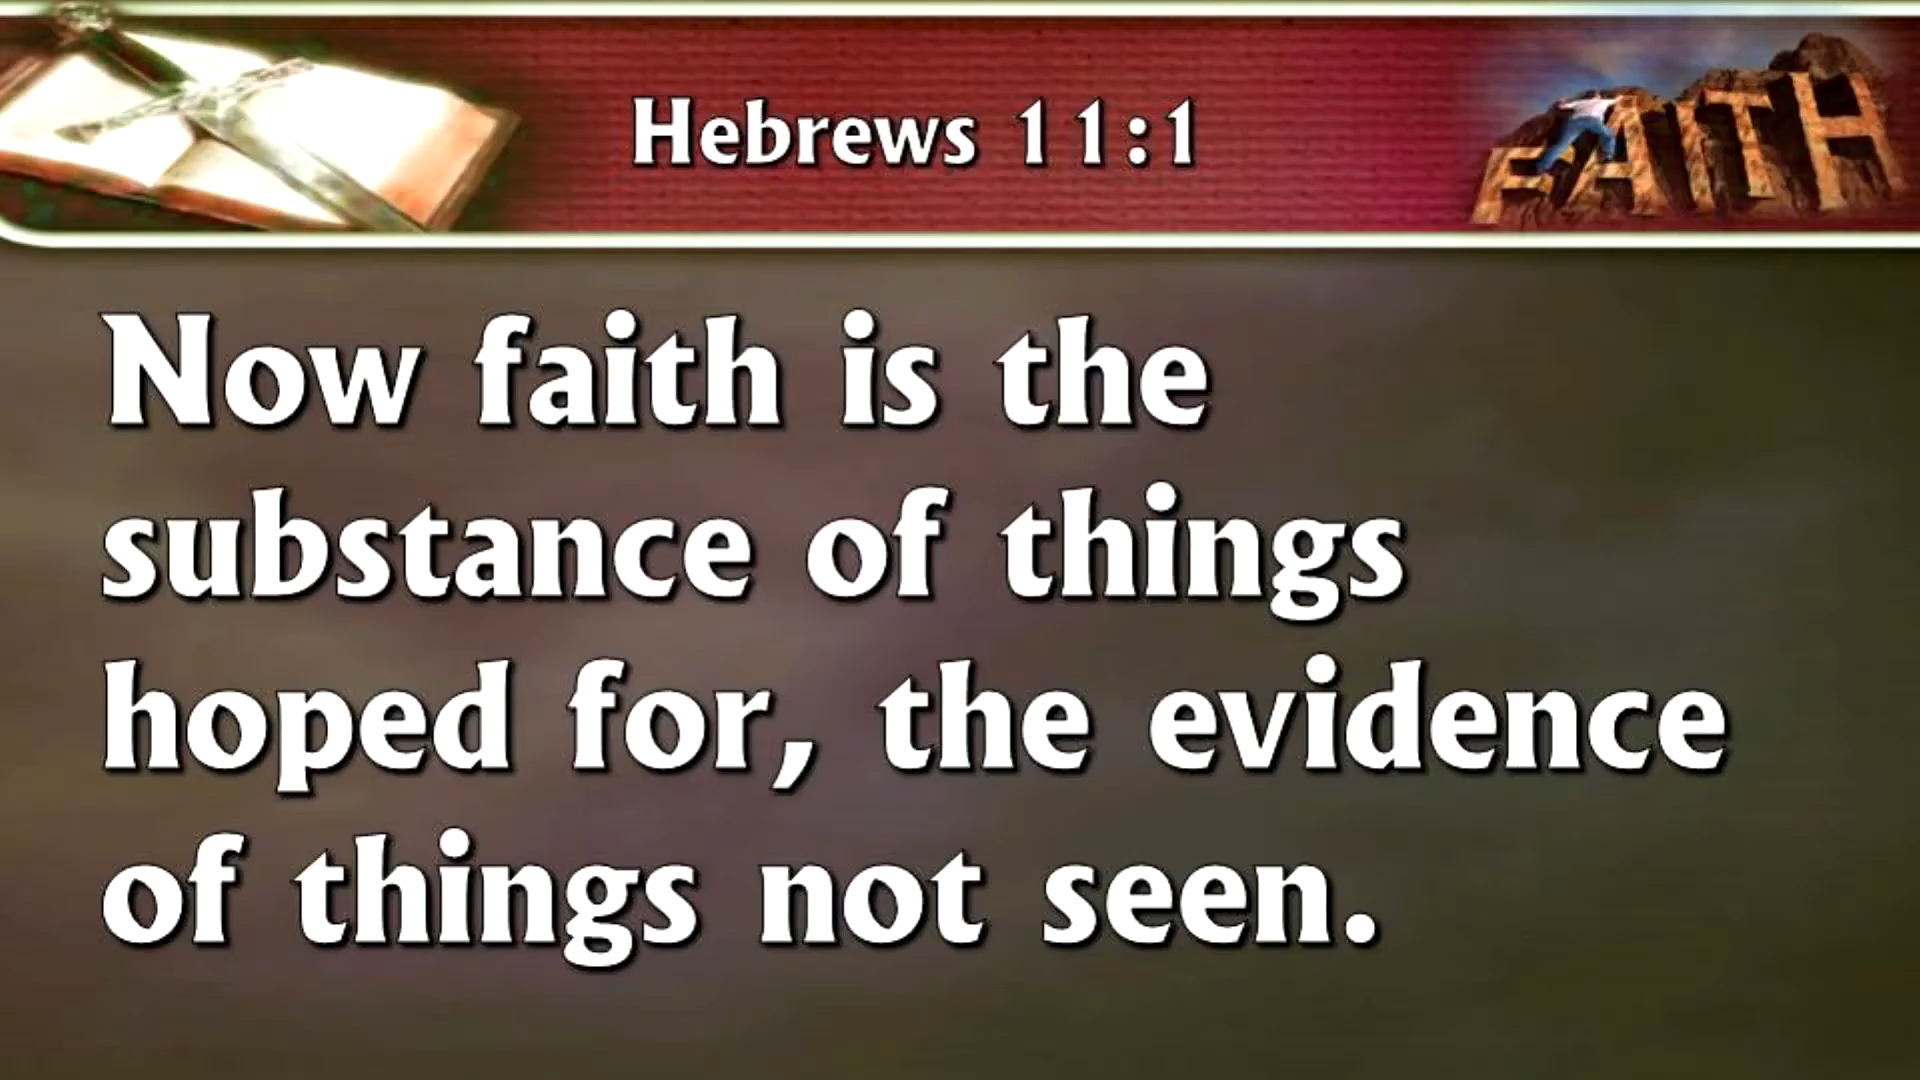 Hebrews 11:1
FAITH
Now faith is the
substance of things
hoped for, the evidence
of things not seen.